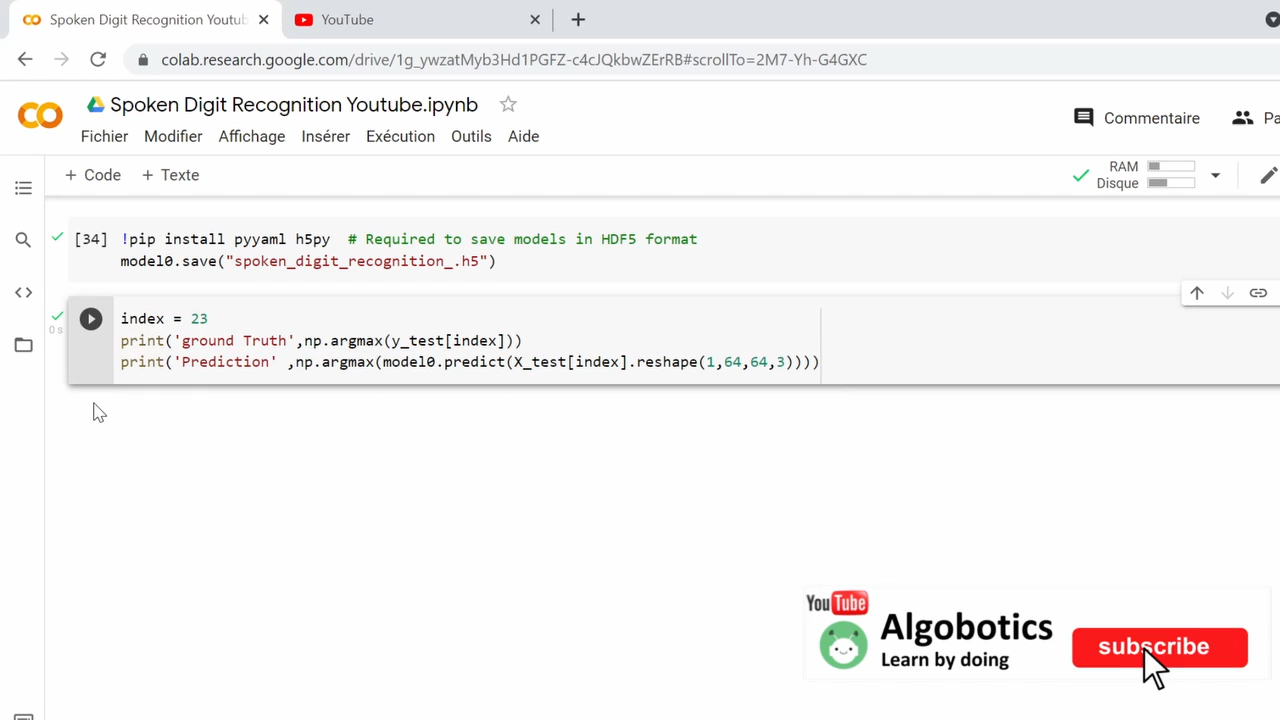 Spoken Digit Recognition Youtub
YouTube
colab.research.google.com/drive/1g_ywzatMyb3Hd1PGFZ-c4cJQkbwZErRB#scrollTo=2M7-Yh-G4GXC
Spoken Digit Recognition Youtube.ipynb
Commentaire
Pa
Fichier Modifier Affichage Insérer Exécution Outils Aide
+ Code + Texte
RAM
Disque
[34] !pip install pyyaml h5py # Required to save models in HDF5 format
model0.save("spoken_digit_recognition_.h5")
0 s
index = 23
print('ground Truth',np.argmax(y_test[index]))
print('Prediction' ,np.argmax(model0.predict(X_test[index].reshape(1,64,64,3))))
YouTube
Algobotics
Learn by doing
subscribe